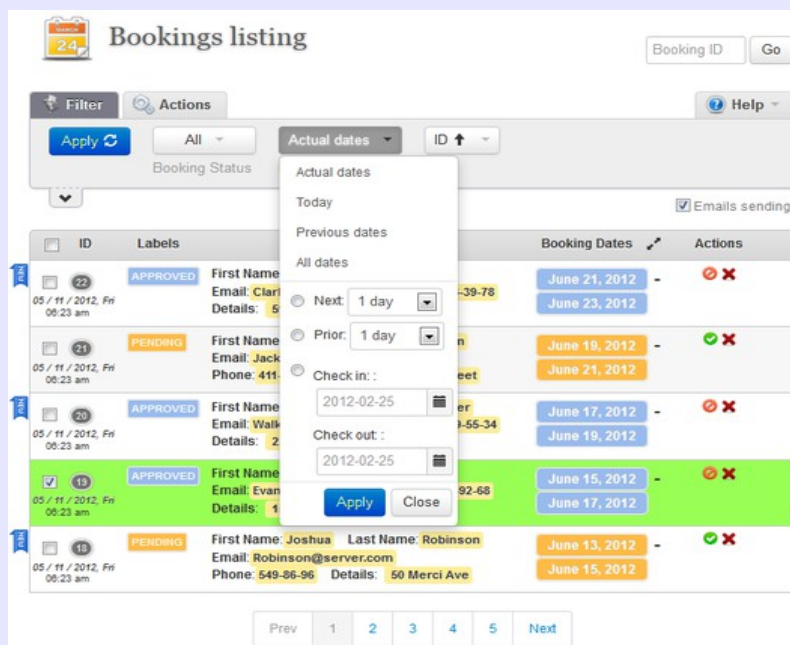 MARCH
24
Bookings listing
Booking ID Go
Filter Actions Help
Apply All Actual dates ID
Booking Status
Actual dates
Today
Previous dates
All dates
Next: 1 day
Prior: 1 day
Check in: :
2012-02-25
Check out: :
2012-02-25
Apply Close
Emails sending
ID Labels Booking Dates Actions
22 APPROVED First Name June 21, 2012 -
Email: Clar -39-78 June 23, 2012
05 / 11 / 2012, Fri Details: 5
06:23 am
21 PENDING First Name n June 19, 2012 -
Email: Jack June 21, 2012
05 / 11 / 2012, Fri Phone: 411- eet
06:23 am
20 APPROVED First Name er June 17, 2012 -
Email: Walk -55-34 June 19, 2012
05 / 11 / 2012, Fri Details: 2
06:23 am
19 APPROVED First Name June 15, 2012 -
Email: Evan 92-68 June 17, 2012
05 / 11 / 2012, Fri Details: 1
06:23 am
18 PENDING First Name: Joshua Last Name: Robinson June 13, 2012 -
Email: Robinson@server.com June 15, 2012
05 / 11 / 2012, Fri Phone: 549-86-96 Details: 50 Merci Ave
06:23 am
Prev 1 2 3 4 5 Next